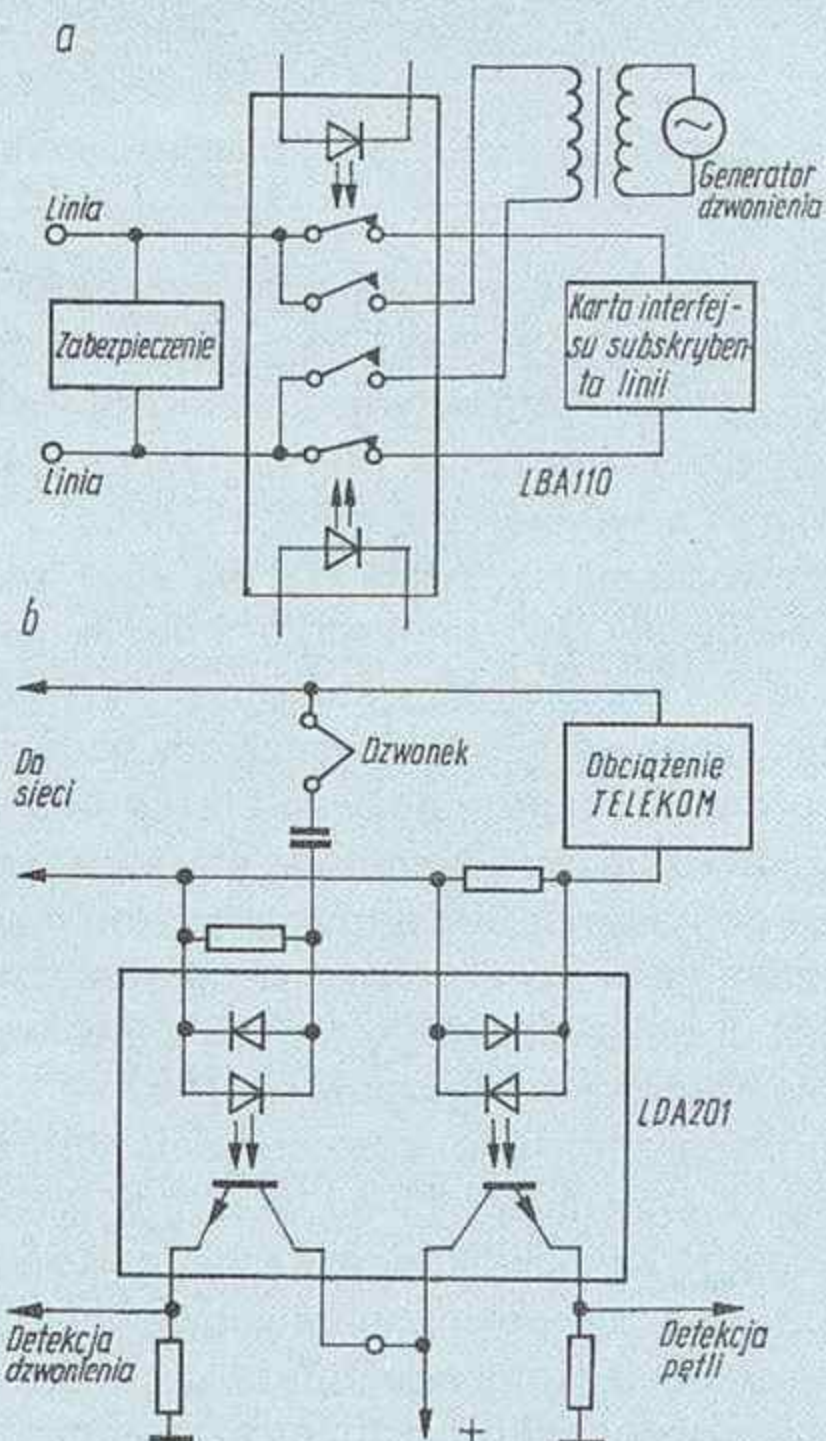 a
Generator
dzwonienia
Linia
Zabezpieczenie
Karta interfej-
su subskryben-
ta linii
Linia
LBA110
b
Do
sieci
Dzwonek
Obciążenie
TELEKOM
LDA201
Detekcja
dzwonienia
Detekcja
pętli
+